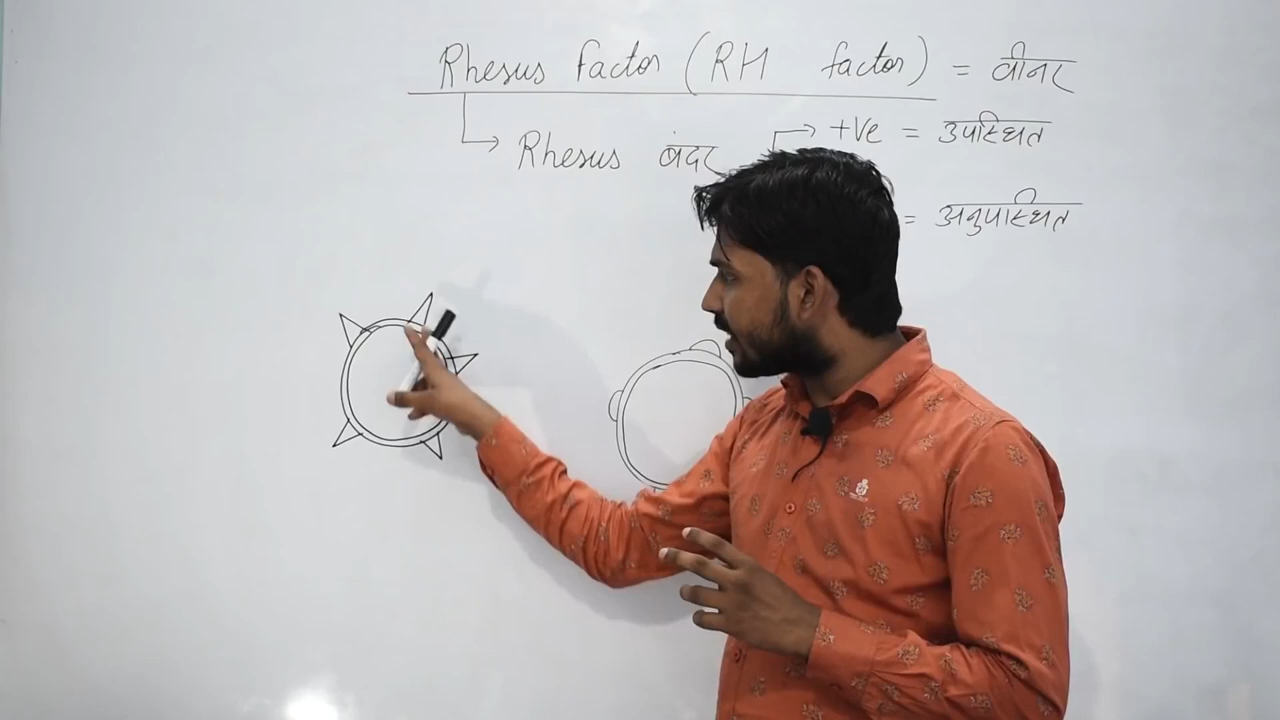 Rhesus factor (RH factor) = वीनर
Rhesus बंदर → +Ve = उपस्थित
= अनुपस्थित